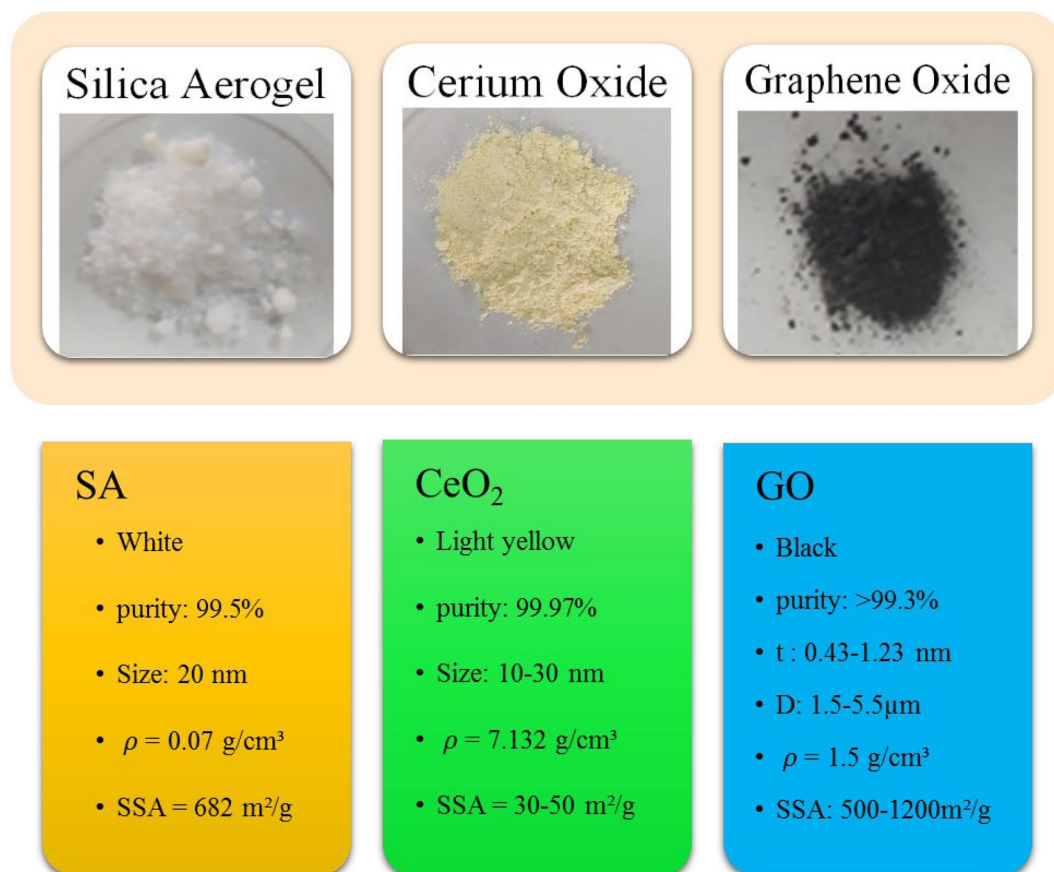 Silica Aerogel
Cerium Oxide
Graphene Oxide
SA
• White
• purity: 99.5%
• Size: 20 nm
• ρ = 0.07 g/cm³
• SSA = 682 m²/g
CeO₂
• Light yellow
• purity: 99.97%
• Size: 10-30 nm
• ρ = 7.132 g/cm³
• SSA = 30-50 m²/g
GO
• Black
• purity: >99.3%
• t : 0.43-1.23 nm
• D: 1.5-5.5µm
• ρ = 1.5 g/cm³
• SSA: 500-1200m²/g